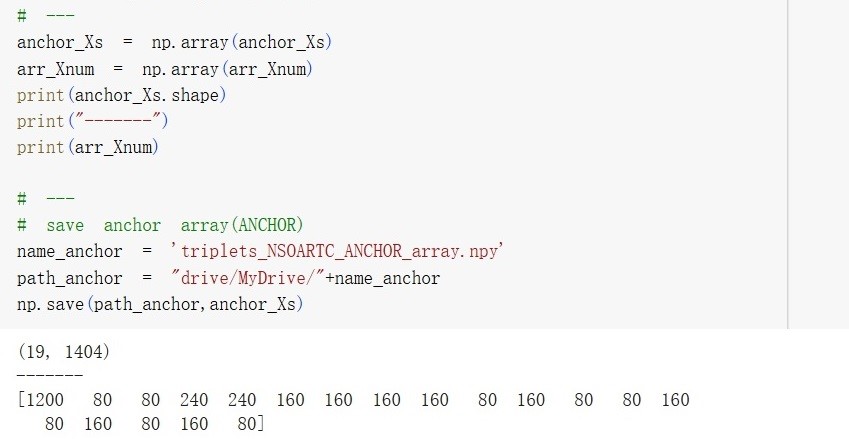 # ---
anchor_Xs = np.array(anchor_Xs)
arr_Xnum = np.array(arr_Xnum)
print(anchor_Xs.shape)
print("-------")
print(arr_Xnum)
# ---
# save anchor array(ANCHOR)
name_anchor = 'triplets_NSOARTC_ANCHOR_array.npy'
path_anchor = "drive/MyDrive/"+name_anchor
np.save(path_anchor,anchor_Xs)
(19, 1404)
-------
[1200 80 80 240 240 160 160 160 160 80 160 80 80 160
80 160 80 160 80]